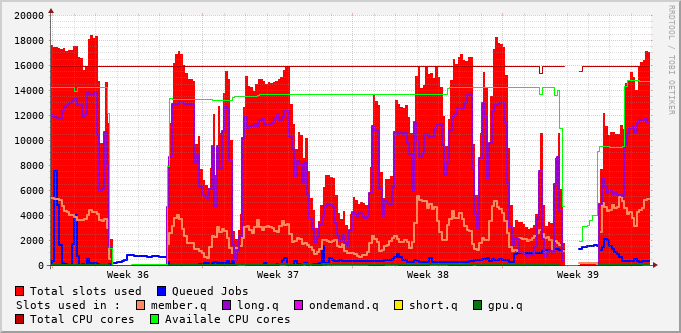 20000
18000
16000
14000
12000
10000
8000
6000
4000
2000
0
Week 36 Week 37 Week 38 Week 39
Total slots used Queued Jobs
Slots used in : member.q long.q ondemand.q short.q gpu.q
Total CPU cores Availale CPU cores
RRDTOOL / TOBI OETIKER